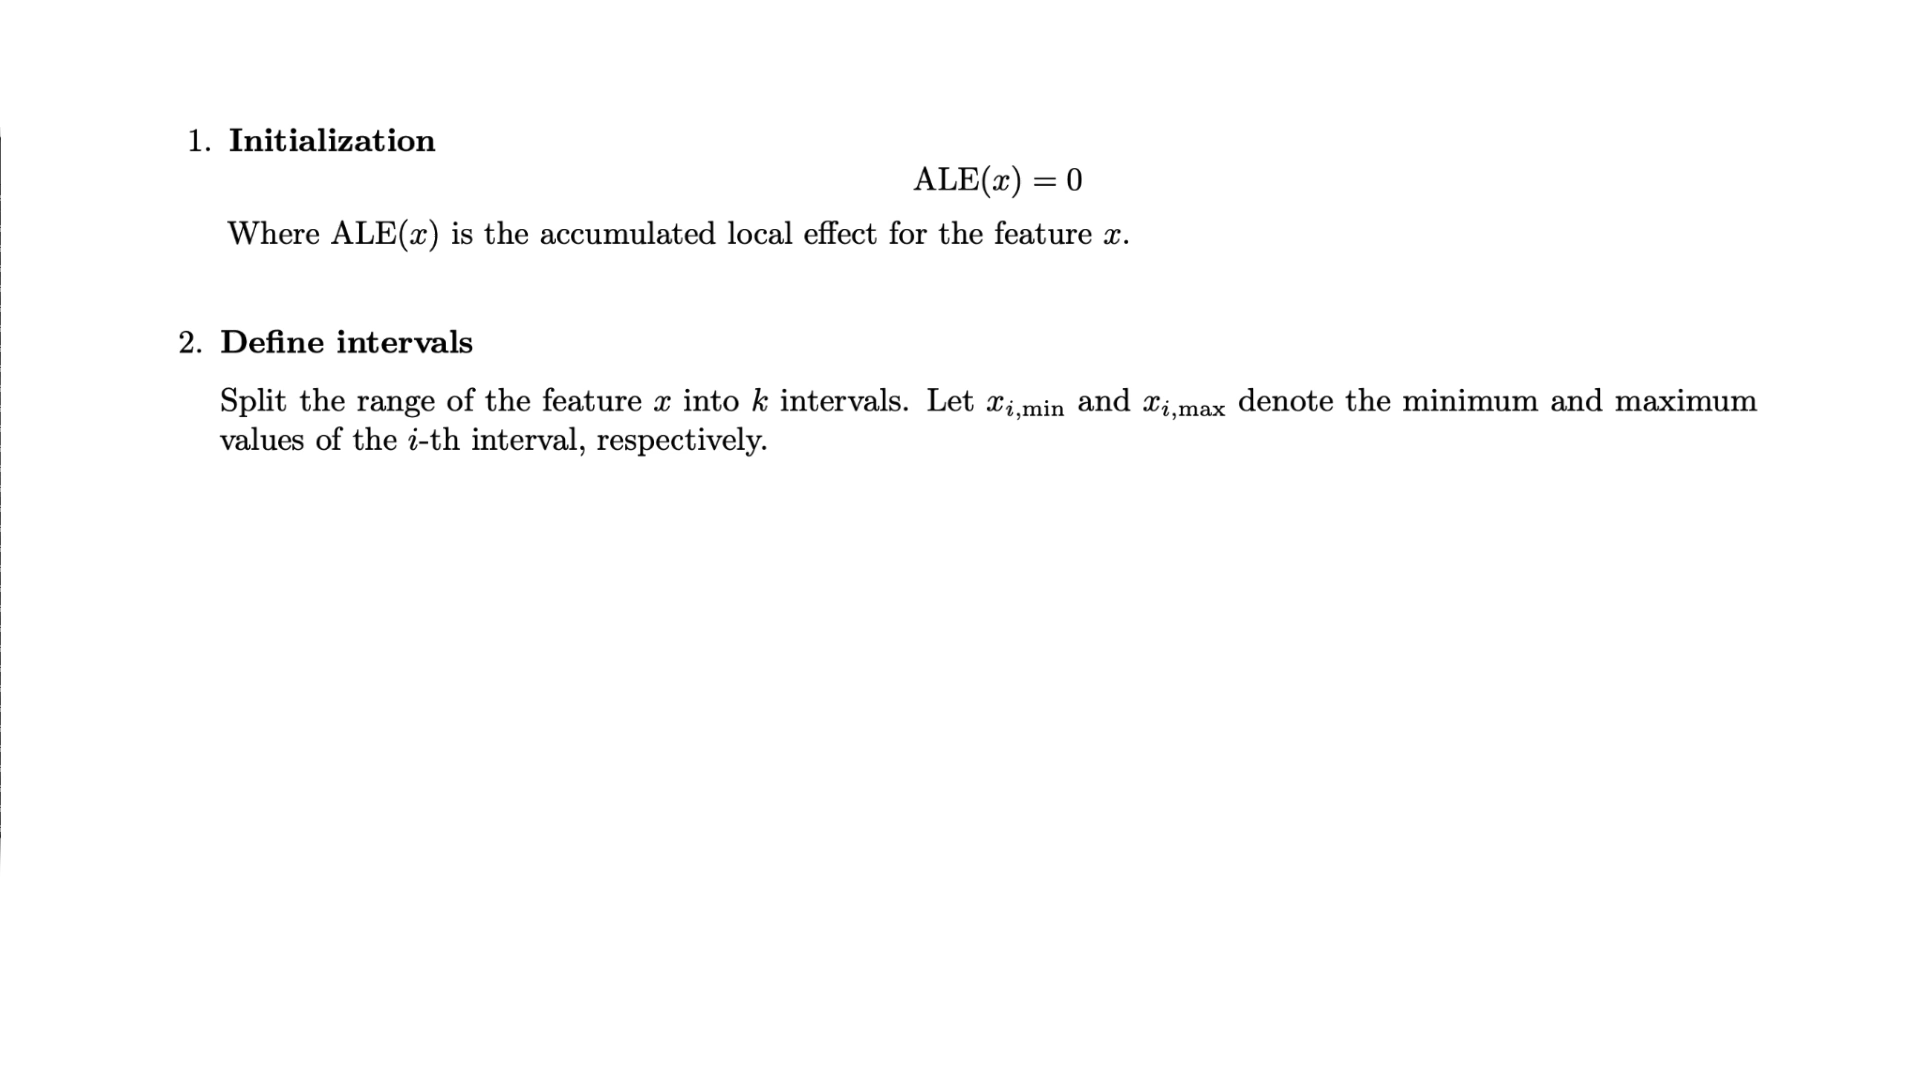 1. Initialization
ALE(x) = 0
Where ALE(x) is the accumulated local effect for the feature x.
2. Define intervals
Split the range of the feature x into k intervals. Let x_{i,min} and x_{i,max} denote the minimum and maximum
values of the i-th interval, respectively.